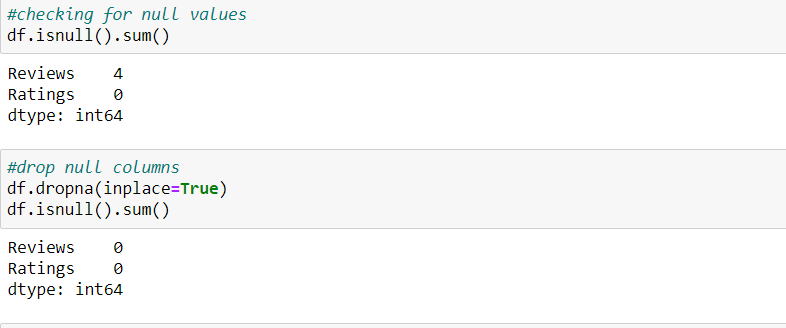 #checking for null values
df.isnull().sum()
Reviews    4
Ratings    0
dtype: int64
#drop null columns
df.dropna(inplace=True)
df.isnull().sum()
Reviews    0
Ratings    0
dtype: int64